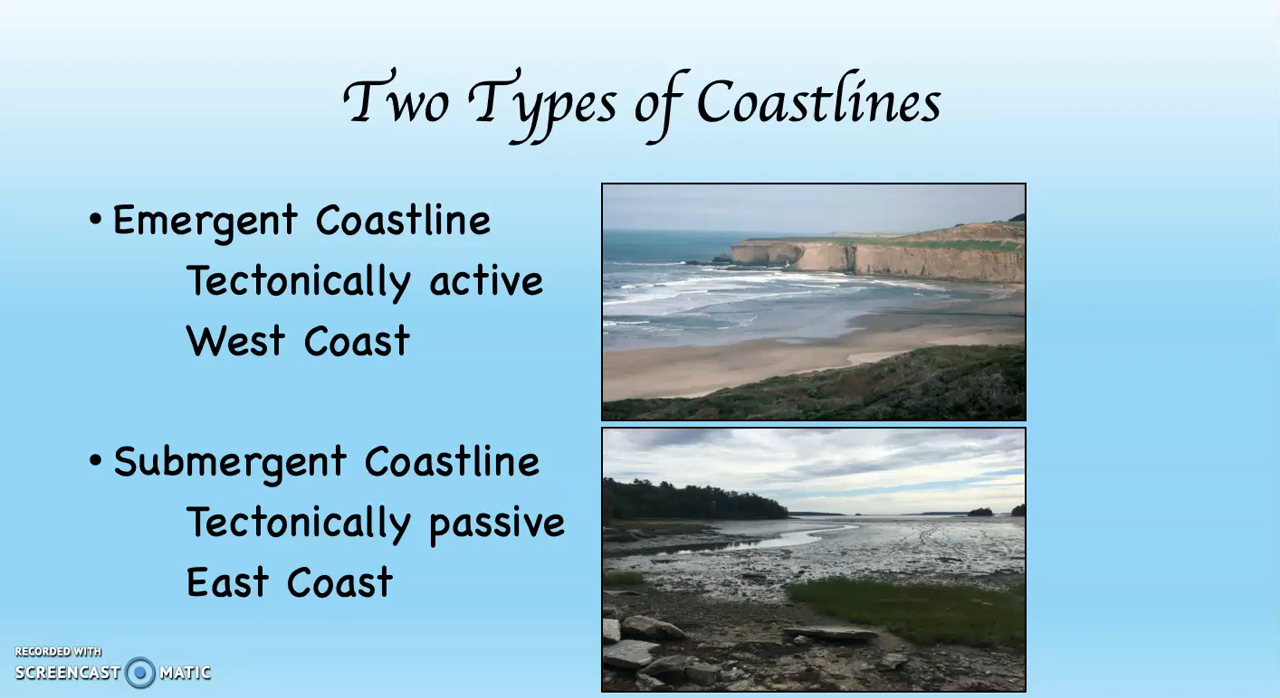 Two Types of Coastlines
• Emergent Coastline
Tectonically active
West Coast
• Submergent Coastline
Tectonically passive
East Coast
RECORDED WITH
SCREENCAST MATIC